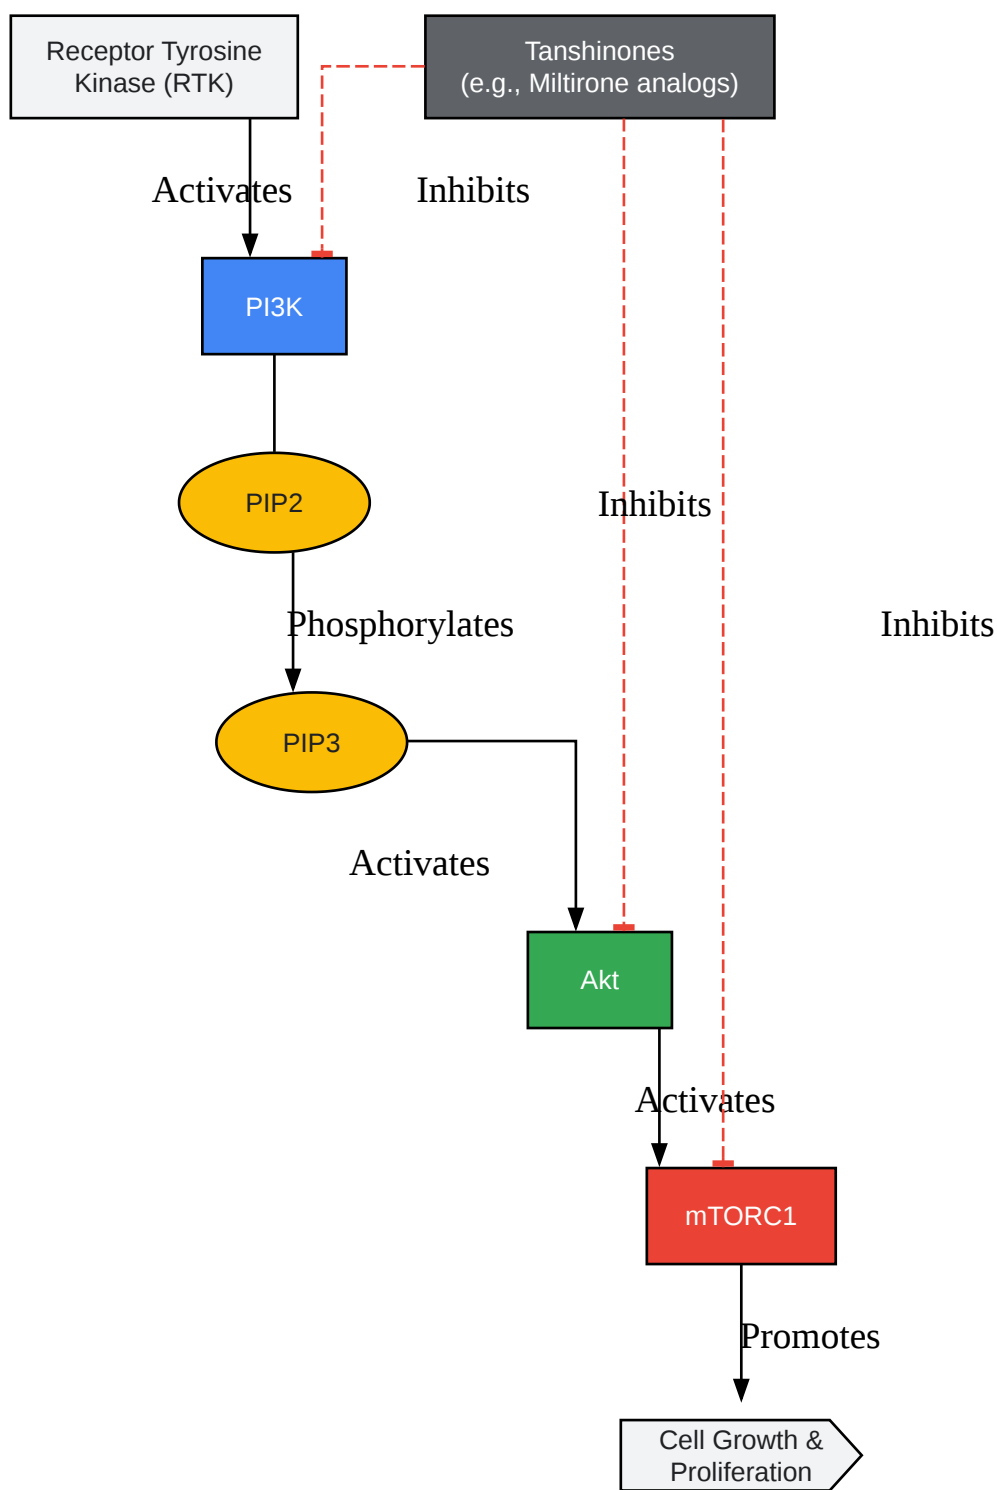 Receptor Tyrosine
Kinase (RTK)
Tanshinones
(e.g., Miltirone analogs)
Activates
Inhibits
PI3K
PIP2
Inhibits
Phosphorylates
Inhibits
PIP3
Activates
Akt
Activates
mTORC1
Promotes
Cell Growth &
Proliferation